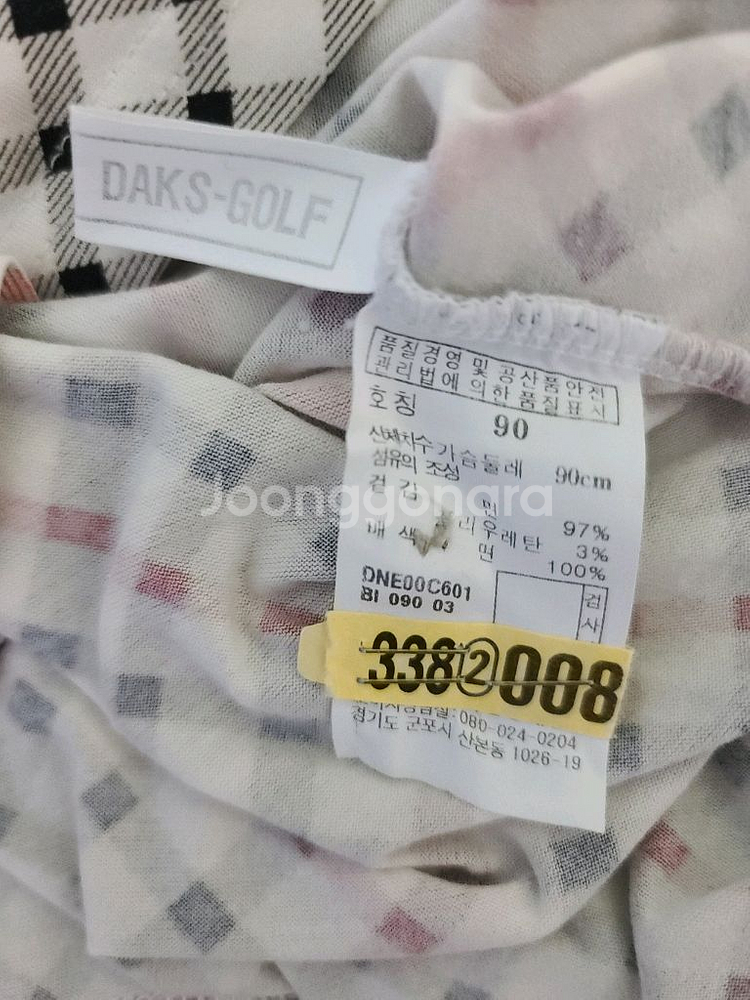 DAKS-GOLF
품질경영 및 공산품안전
관리법에 의한 품질표시
호칭 90
신체치수 가슴둘레 90cm
섬유의 조성
겉감 면 97%
폴리우레탄 3%
배색 면 100%
DNE00C601
BI 090 03
검사
338②008
080-024-0204
경기도 군포시 산본동 1026-19
Joonggonara